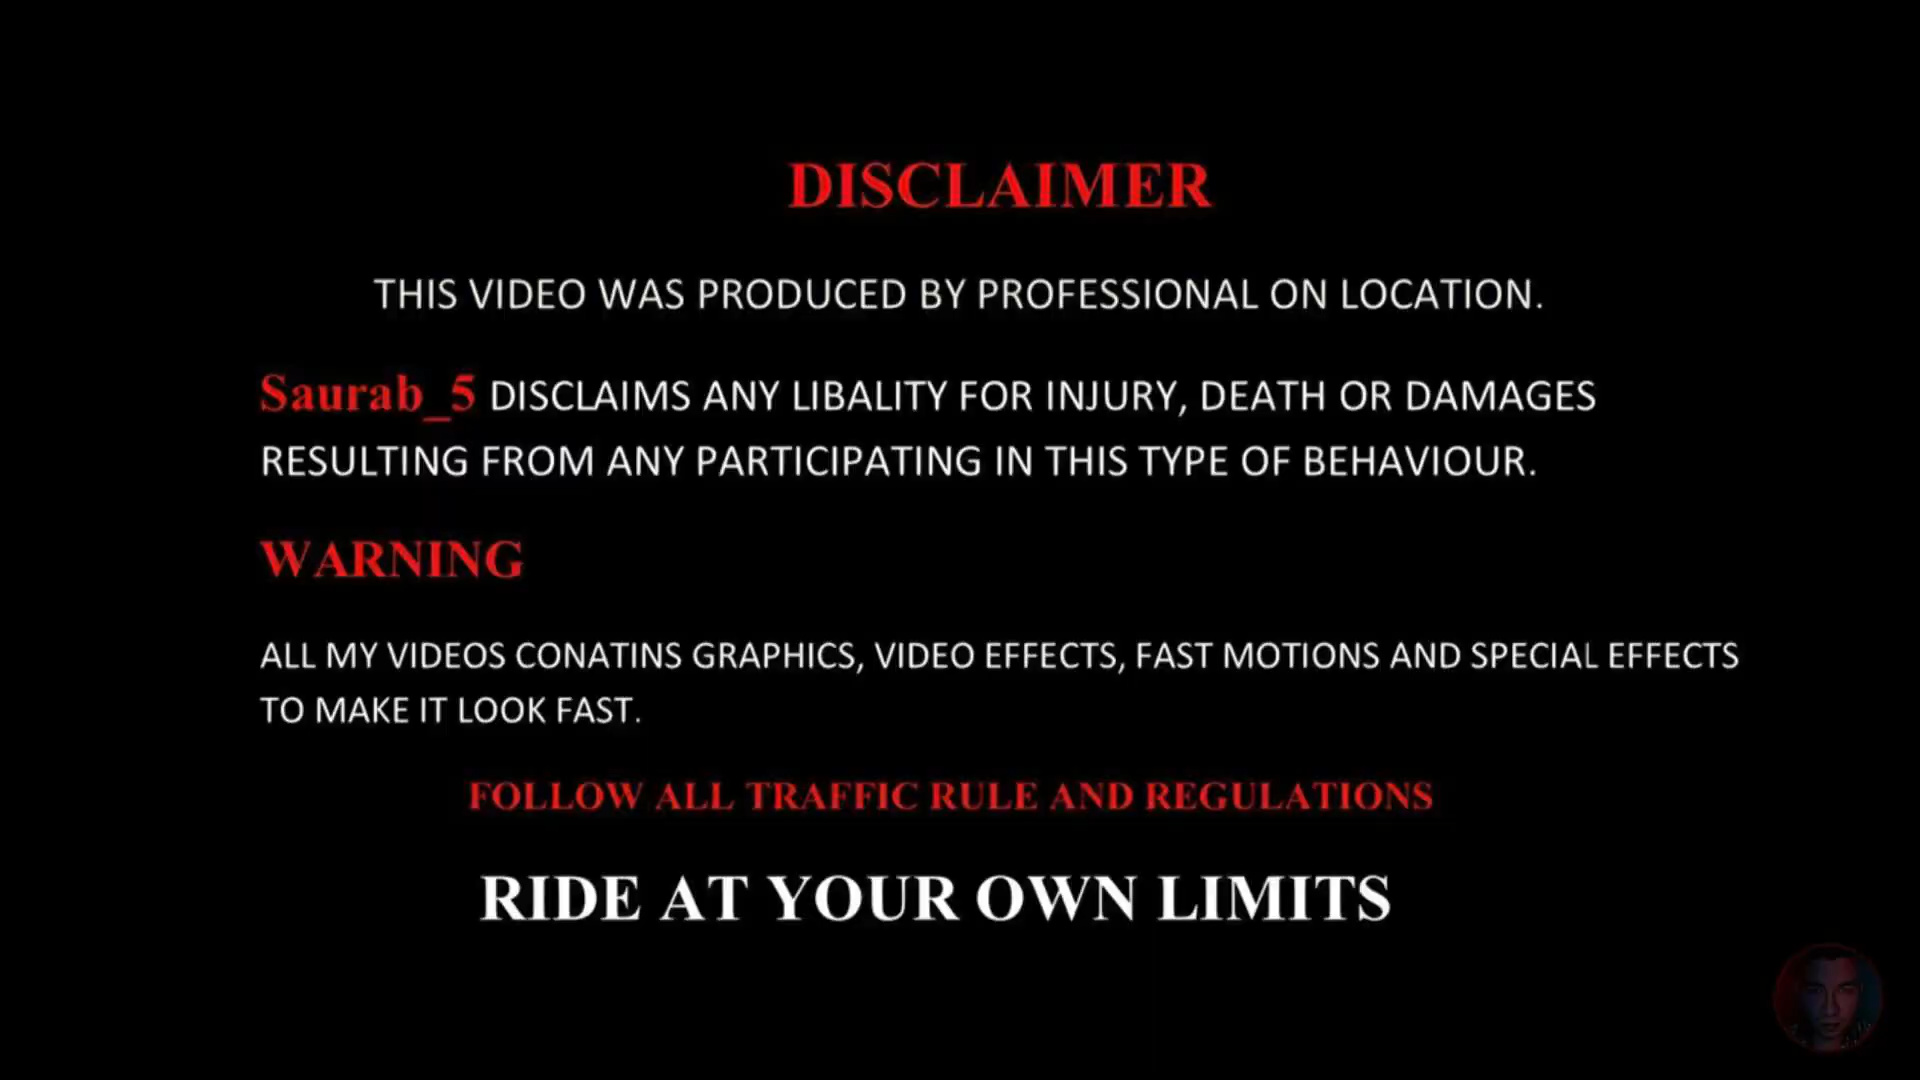 DISCLAIMER
THIS VIDEO WAS PRODUCED BY PROFESSIONAL ON LOCATION.
Saurab_5 DISCLAIMS ANY LIBALITY FOR INJURY, DEATH OR DAMAGES
RESULTING FROM ANY PARTICIPATING IN THIS TYPE OF BEHAVIOUR.
WARNING
ALL MY VIDEOS CONATINS GRAPHICS, VIDEO EFFECTS, FAST MOTIONS AND SPECIAL EFFECTS
TO MAKE IT LOOK FAST.
FOLLOW ALL TRAFFIC RULE AND REGULATIONS
RIDE AT YOUR OWN LIMITS